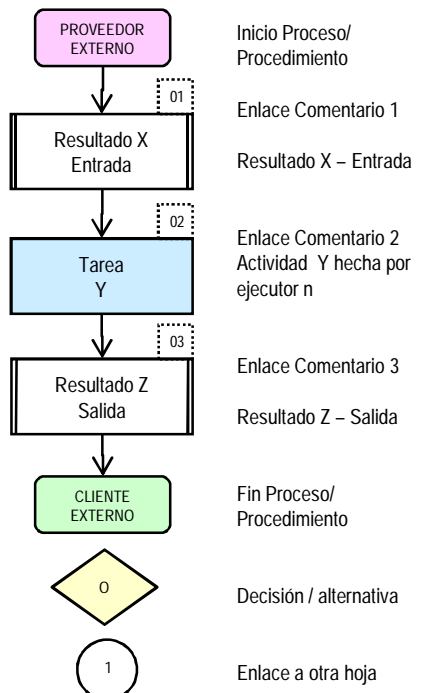 PROVEEDOR
EXTERNO
Inicio Proceso/
Procedimiento
01
Enlace Comentario 1
Resultado X
Entrada
Resultado X – Entrada
02
Enlace Comentario 2
Tarea
Y
Actividad Y hecha por
ejecutor n
03
Enlace Comentario 3
Resultado Z
Salida
Resultado Z – Salida
CLIENTE
EXTERNO
Fin Proceso/
Procedimiento
O
Decisión / alternativa
1
Enlace a otra hoja